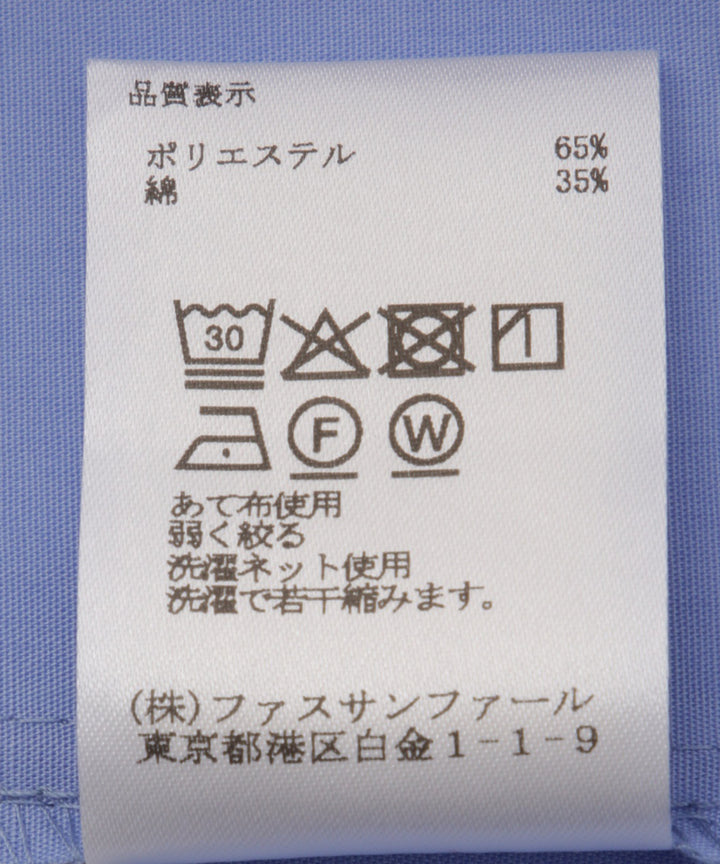 品質表示
ポリエステル 65%
綿 35%
30
F W
あて布使用
弱く絞る
洗濯ネット使用
洗濯で若干縮みます。
(株)ファスサンファール
東京都港区白金1-1-9